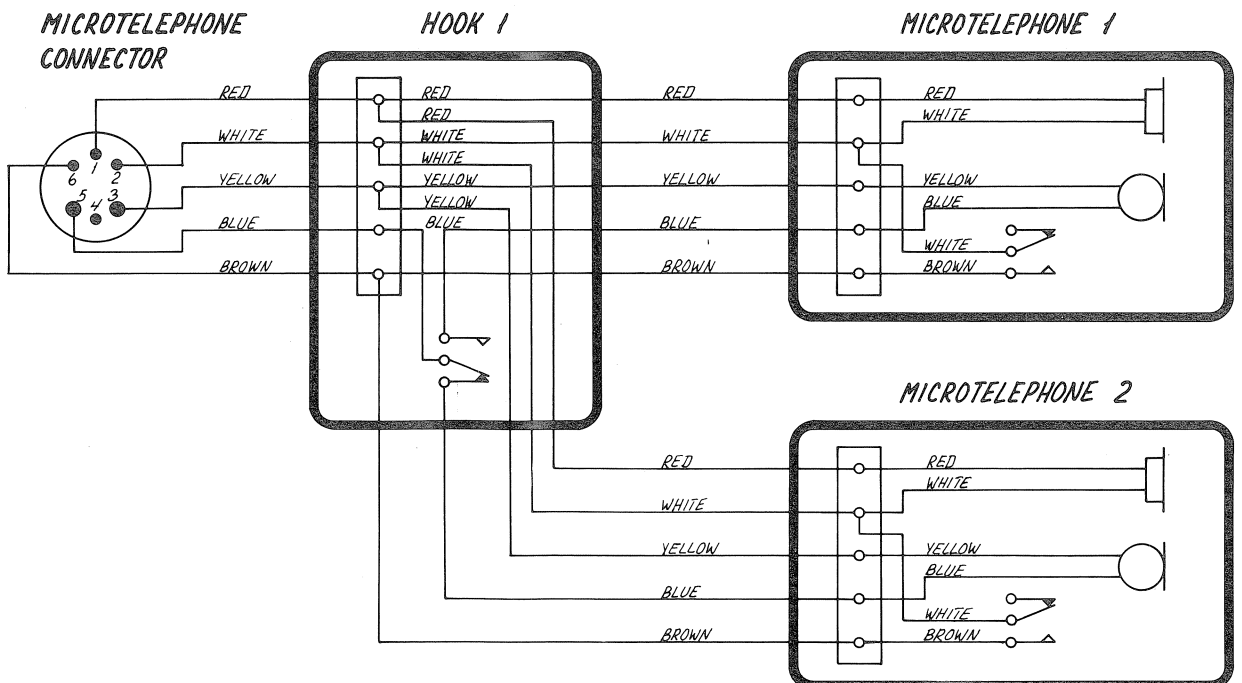 MICROTELEPHONE
CONNECTOR
HOOK 1
MICROTELEPHONE 1
RED
WHITE
YELLOW
BLUE
BROWN
6
1
2
5
3
4
RED
RED
WHITE
WHITE
YELLOW
YELLOW
BLUE
RED
WHITE
YELLOW
BLUE
BROWN
RED
WHITE
YELLOW
BLUE
WHITE
BROWN
MICROTELEPHONE 2
RED
WHITE
YELLOW
BLUE
BROWN
RED
WHITE
YELLOW
BLUE
WHITE
BROWN